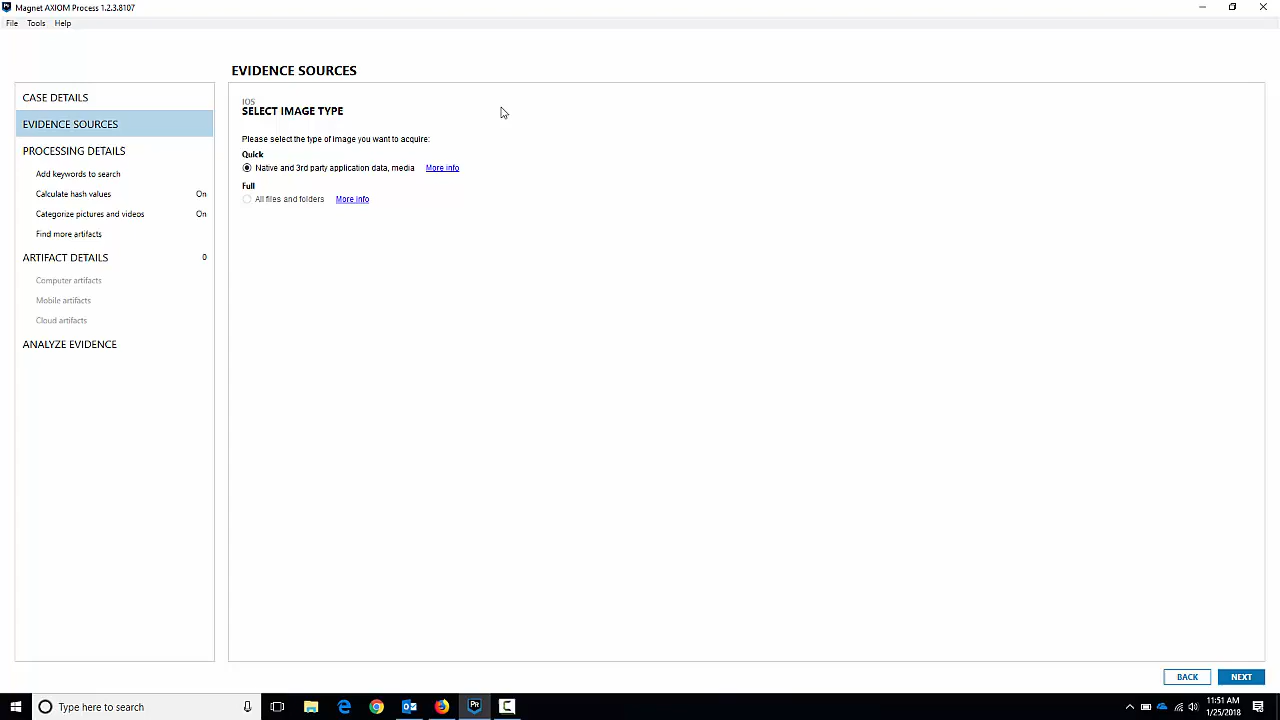 Magnet AXIOM Process 1.2.3.8107
File Tools Help
EVIDENCE SOURCES
CASE DETAILS
EVIDENCE SOURCES
PROCESSING DETAILS
Add keywords to search
Calculate hash values On
Categorize pictures and videos On
Find more artifacts
ARTIFACT DETAILS 0
Computer artifacts
Mobile artifacts
Cloud artifacts
ANALYZE EVIDENCE
IOS
SELECT IMAGE TYPE
Please select the type of image you want to acquire:
Quick
Native and 3rd party application data, media More info
Full
All files and folders More info
BACK NEXT
Type here to search
11:51 AM
1/25/2018